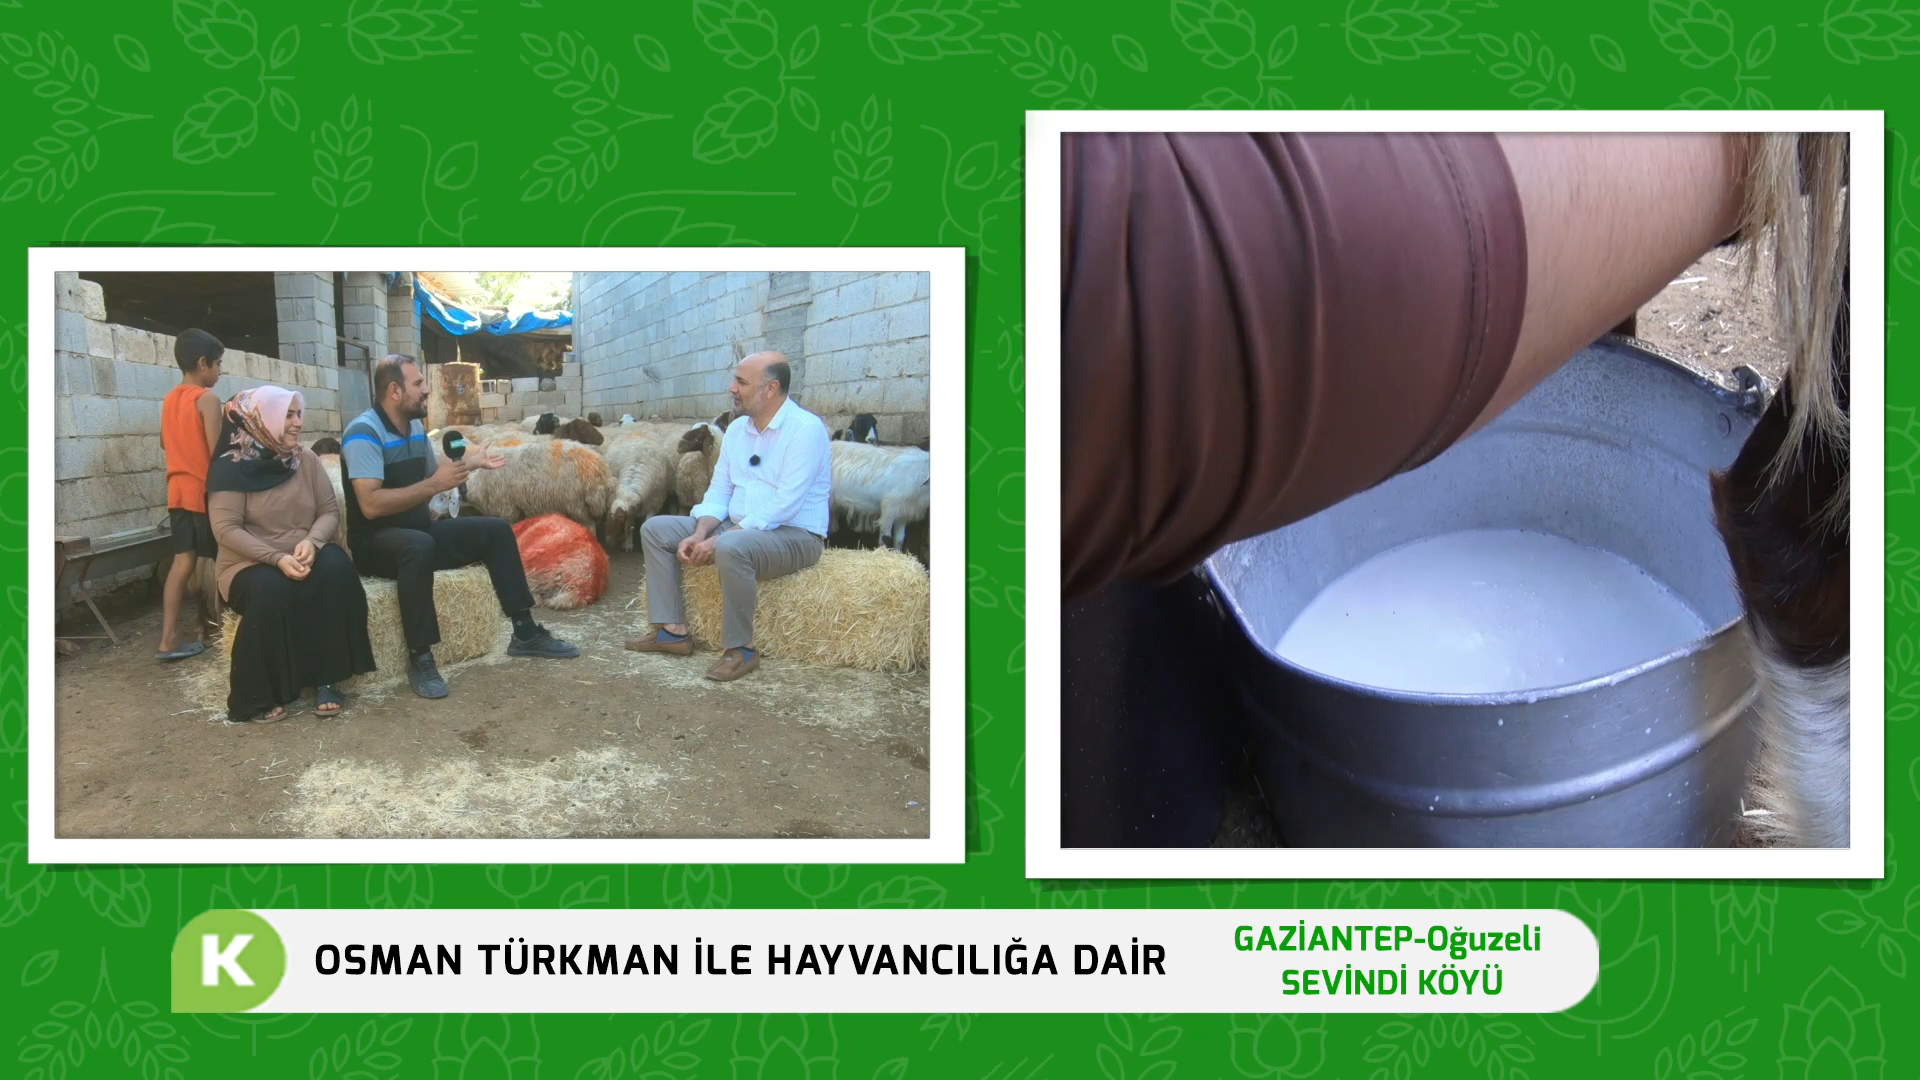 K
OSMAN TÜRKMAN İLE HAYVANCILIĞA DAİR
GAZİANTEP-Oğuzeli
SEVİNDİ KÖYÜ